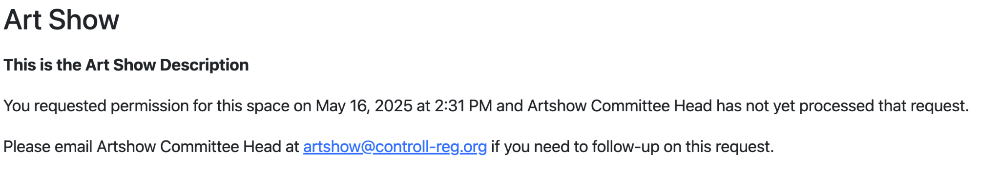 Art Show
This is the Art Show Description
You requested permission for this space on May 16, 2025 at 2:31 PM and Artshow Committee Head has not yet processed that request.
Please email Artshow Committee Head at artshow@controll-reg.org if you need to follow-up on this request.